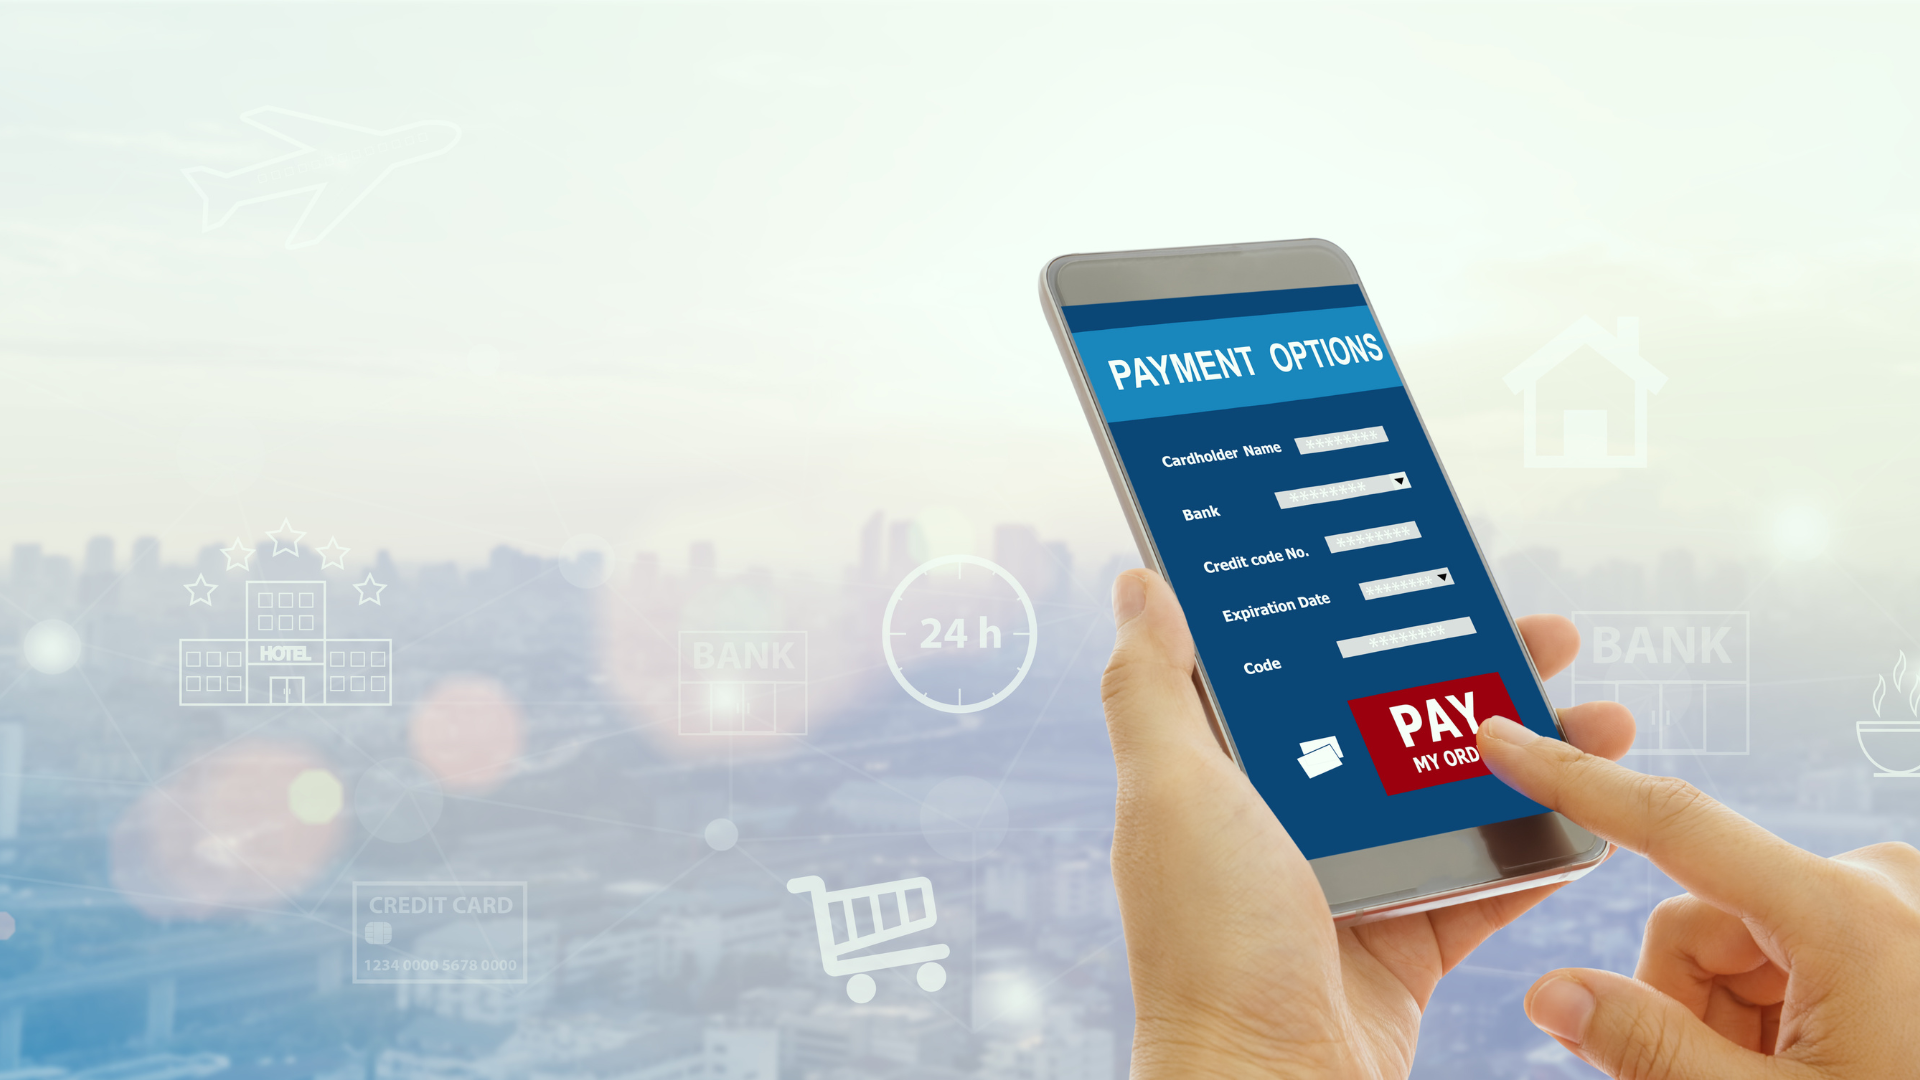 PAYMENT OPTIONS
Cardholder Name ********
Bank ********
Credit code No. ********
Expiration Date ********
Code ********
PAY
MY ORD
HOTEL
BANK
24 h
BANK
CREDIT CARD
1234 0000 5678 0000